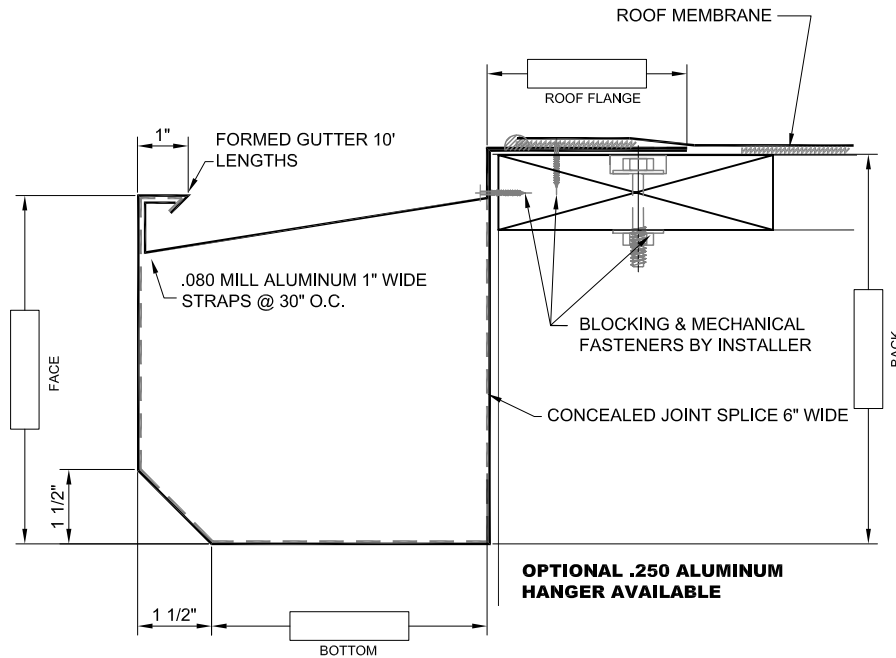 ROOF MEMBRANE
ROOF FLANGE
1"
FORMED GUTTER 10'
LENGTHS
.080 MILL ALUMINUM 1" WIDE
STRAPS @ 30" O.C.
BLOCKING & MECHANICAL
FASTENERS BY INSTALLER
FACE
BACK
CONCEALED JOINT SPLICE 6" WIDE
1 1/2"
OPTIONAL .250 ALUMINUM
HANGER AVAILABLE
1 1/2"
BOTTOM